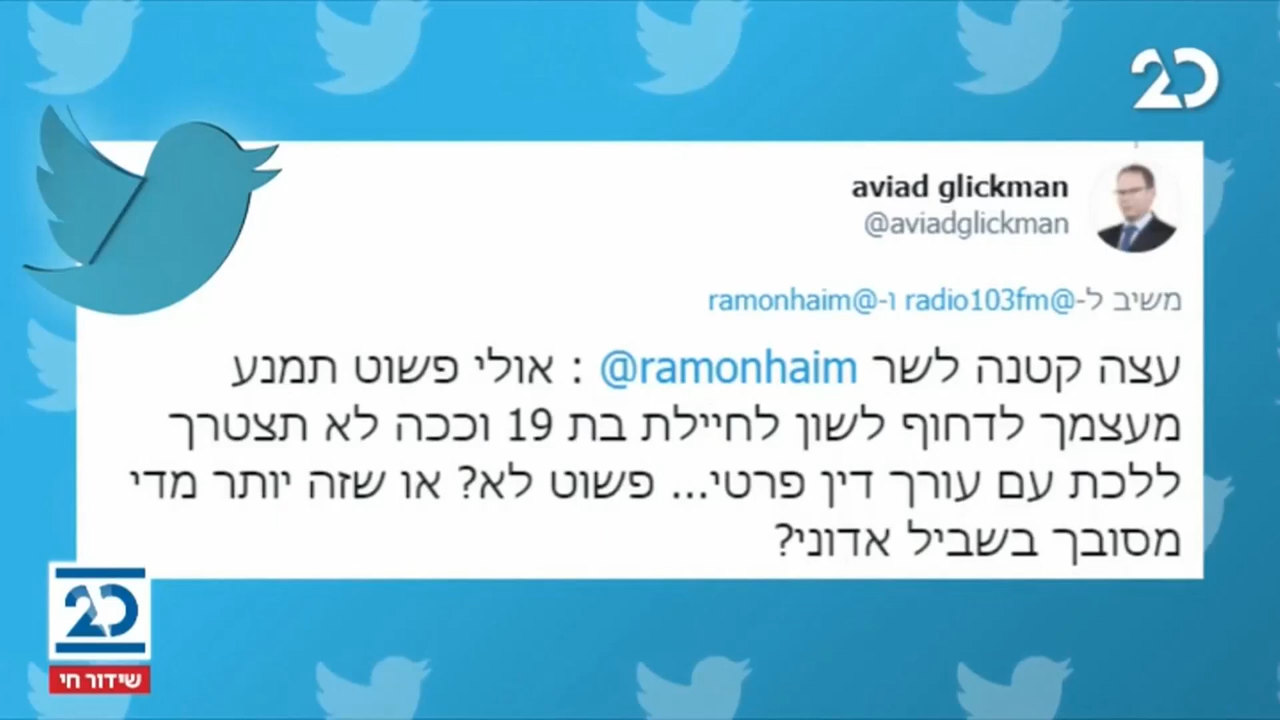 20
aviad glickman
@aviadglickman
משיב ל-@radio103fm ו-@ramonhaim
עצה קטנה לשר @ramonhaim : אולי פשוט תמנע
מעצמך לדחוף לשון לחיילת בת 19 וככה לא תצטרך
ללכת עם עורך דין פרטי... פשוט לא? או שזה יותר מדי
מסובך בשביל אדוני?
20
שידור חי